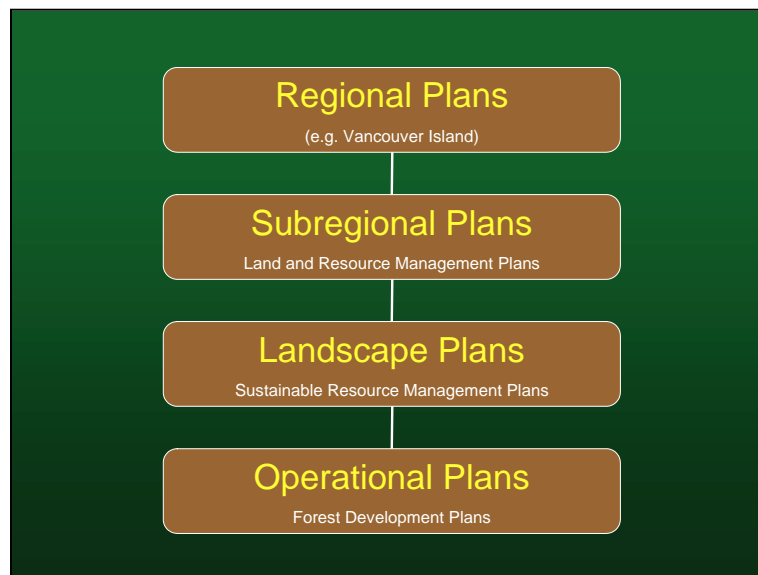 Regional Plans
(e.g. Vancouver Island)
Subregional Plans
Land and Resource Management Plans
Landscape Plans
Sustainable Resource Management Plans
Operational Plans
Forest Development Plans